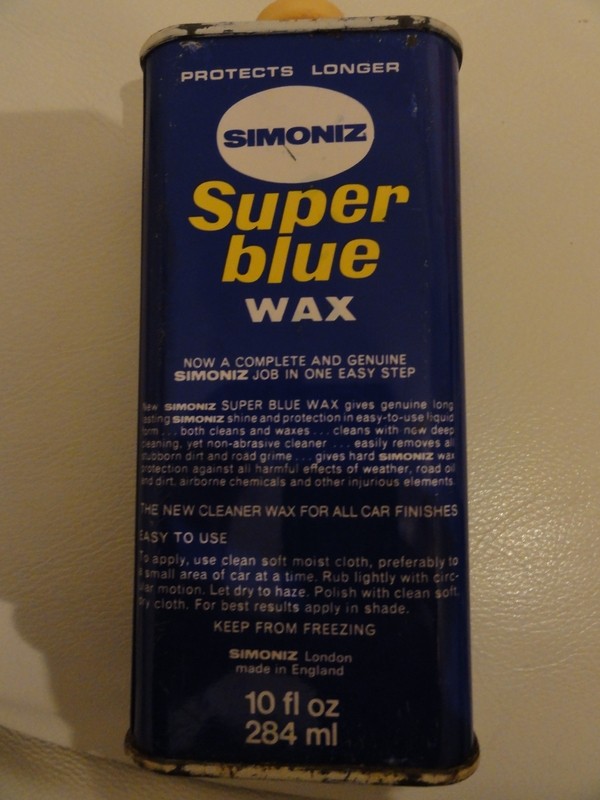 PROTECTS LONGER
SIMONIZ
Super
blue
WAX
NOW A COMPLETE AND GENUINE
SIMONIZ JOB IN ONE EASY STEP
New SIMONIZ SUPER BLUE WAX gives genuine long
lasting SIMONIZ shine and protection in easy-to-use liquid
form ... both cleans and waxes ... cleans with new deep
cleaning, yet non-abrasive cleaner ... easily removes all
stubborn dirt and road grime ... gives hard SIMONIZ wax
protection against all harmful effects of weather, road oil
and dirt, airborne chemicals and other injurious elements.
THE NEW CLEANER WAX FOR ALL CAR FINISHES
EASY TO USE
To apply, use clean soft moist cloth, preferably to
a small area of car at a time. Rub lightly with circ-
ular motion. Let dry to haze. Polish with clean soft,
dry cloth. For best results apply in shade.
KEEP FROM FREEZING
SIMONIZ London
made in England
10 fl oz
284 ml